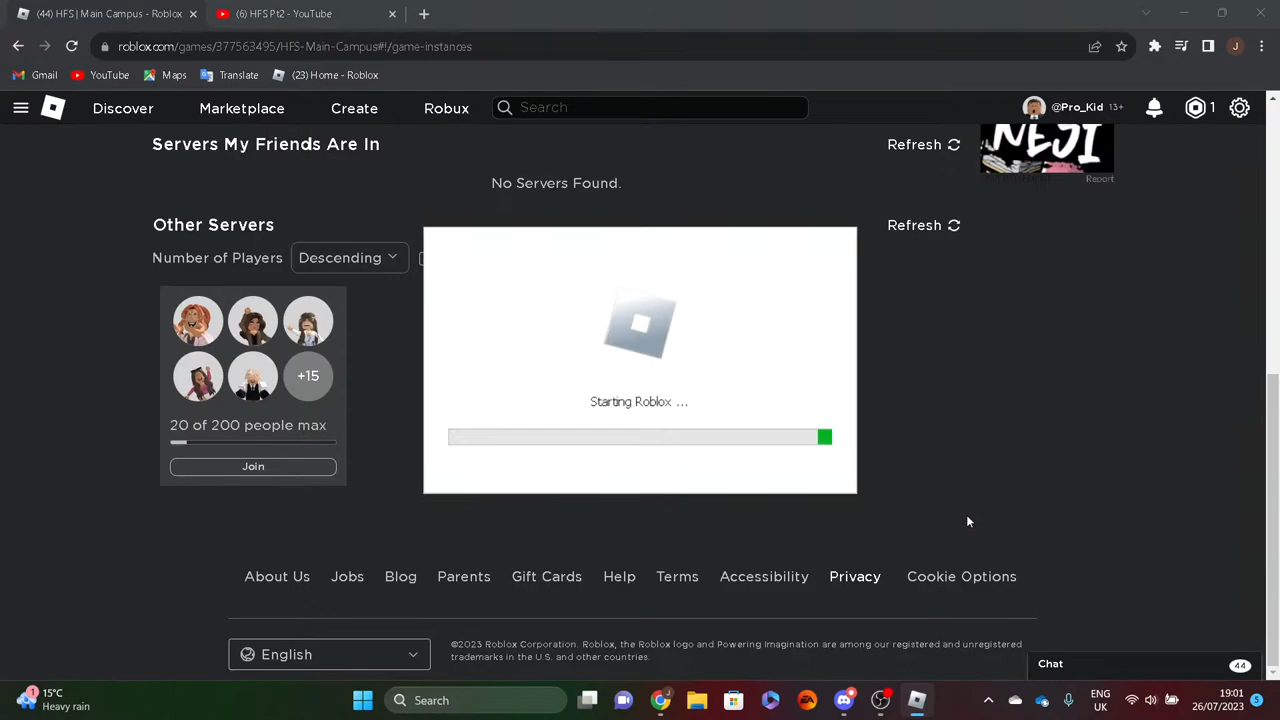 (44) HFS | Main Campus - Roblox
(6) HFS Pt2 - YouTube
roblox.com/games/377563495/HFS-Main-Campus#!/game-instances
J
Gmail
YouTube
Maps
Translate
(23) Home - Roblox
Discover
Marketplace
Create
Robux
Search
@Pro_Kid 13+
1
Servers My Friends Are In
Refresh
NEJI
Report
No Servers Found.
Other Servers
Refresh
Number of Players
Descending
+15
20 of 200 people max
Join
Starting Roblox ...
About Us
Jobs
Blog
Parents
Gift Cards
Help
Terms
Accessibility
Privacy
Cookie Options
English
©2023 Roblox Corporation. Roblox, the Roblox logo and Powering Imagination are among our registered and unregistered
trademarks in the U.S. and other countries.
Chat
44
1
15°C
Heavy rain
Search
J
EA
ENG
UK
19:01
26/07/2023
5